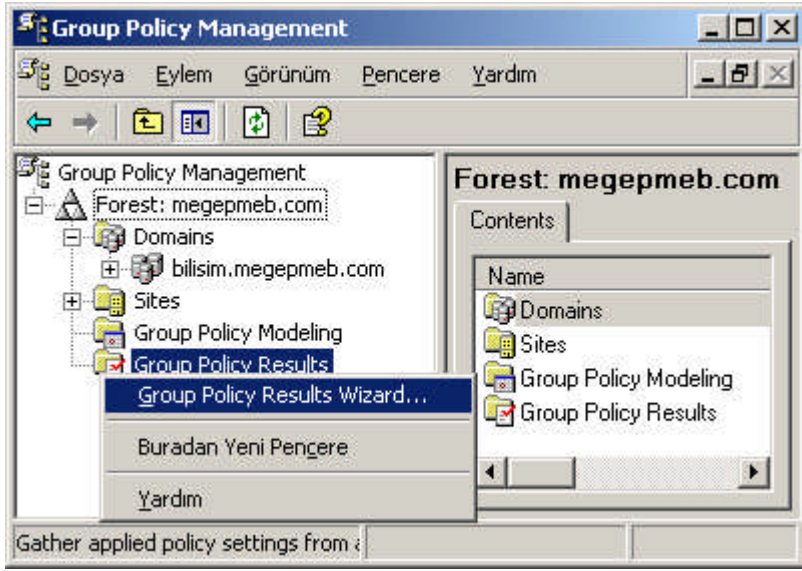 Group Policy Management
Dosya Eylem Görünüm Pencere Yardım
Group Policy Management
Forest: megepmeb.com
Domains
bilisim.megepmeb.com
Sites
Group Policy Modeling
Group Policy Results
Group Policy Results Wizard...
Buradan Yeni Pencere
Yardım
Forest: megepmeb.com
Contents
Name
Domains
Sites
Group Policy Modeling
Group Policy Results
Gather applied policy settings from